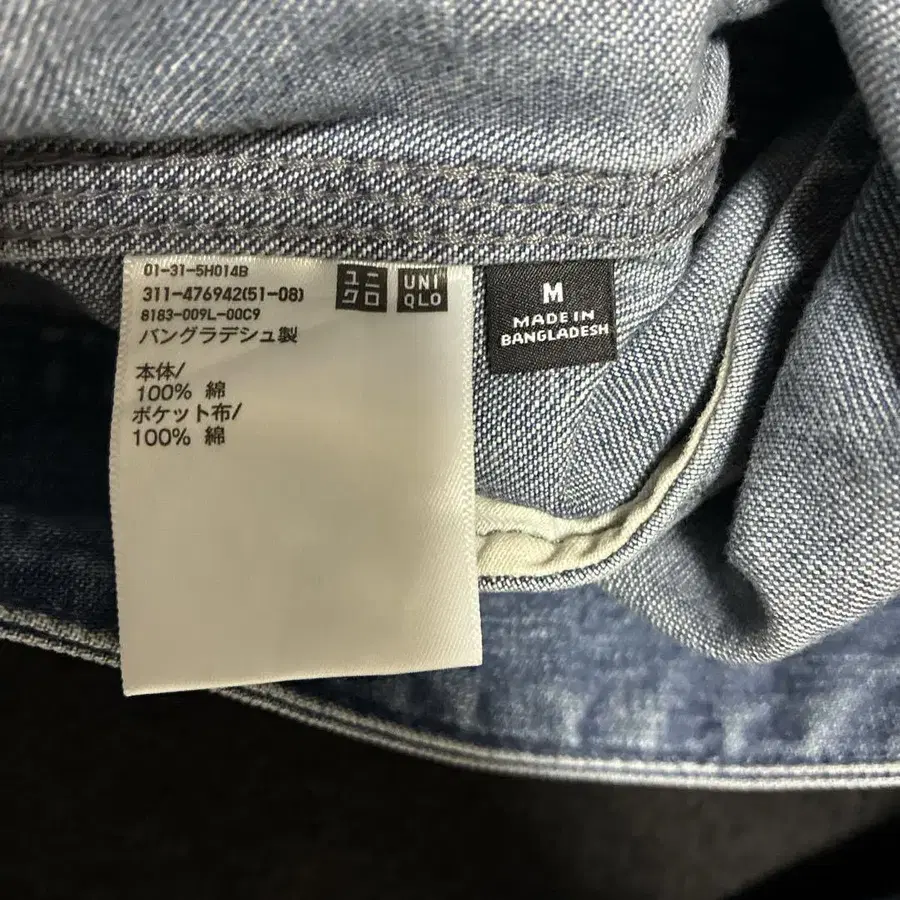 01-31-5H014B
311-476942(51-08)
8183-009L-00C9
バングラデシュ製
本体/
100% 綿
ポケット布/
100% 綿
ユニ
クロ
UNI
QLO
M
MADE IN
BANGLADESH